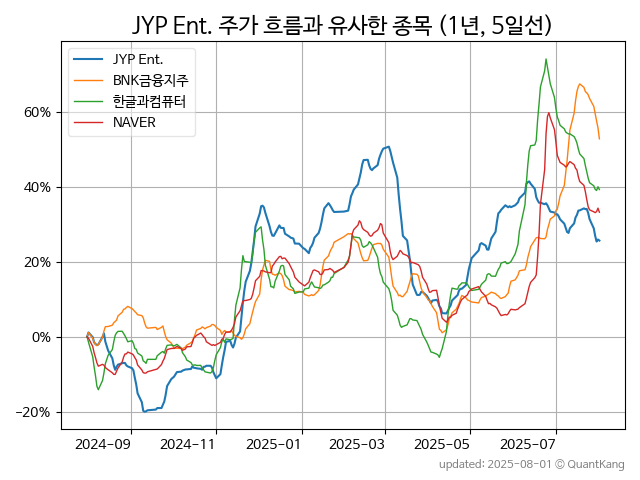 JYP Ent. 주가 흐름과 유사한 종목 (1년, 5일선)
JYP Ent.
BNK금융지주
한글과컴퓨터
NAVER
60%
40%
20%
0%
−20%
2024-09
2024-11
2025-01
2025-03
2025-05
2025-07
updated: 2025-08-01 © QuantKang